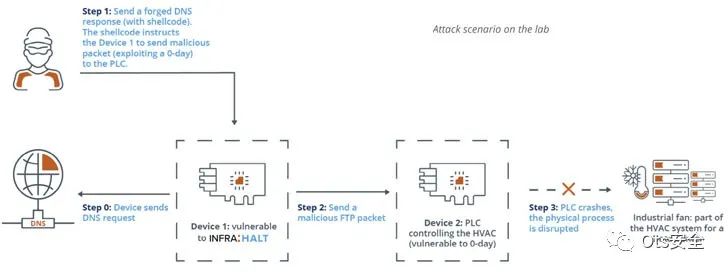 Step 1: Send a forged DNS
response (with shellcode).
The shellcode instructs
the Device 1 to send malicious
packet (exploiting a 0-day)
to the PLC.
Attack scenario on the lab
DNS
Step 0: Device sends
DNS request
Device 1: vulnerable
to INFRA:HALT
Step 2: Send a
malicious FTP packet
Device 2: PLC
controlling the HVAC
(vulnerable to 0-day)
Step 3: PLC crashes,
the physical process
is disrupted
Industrial fan: part of
the HVAC system for a
Ots安全